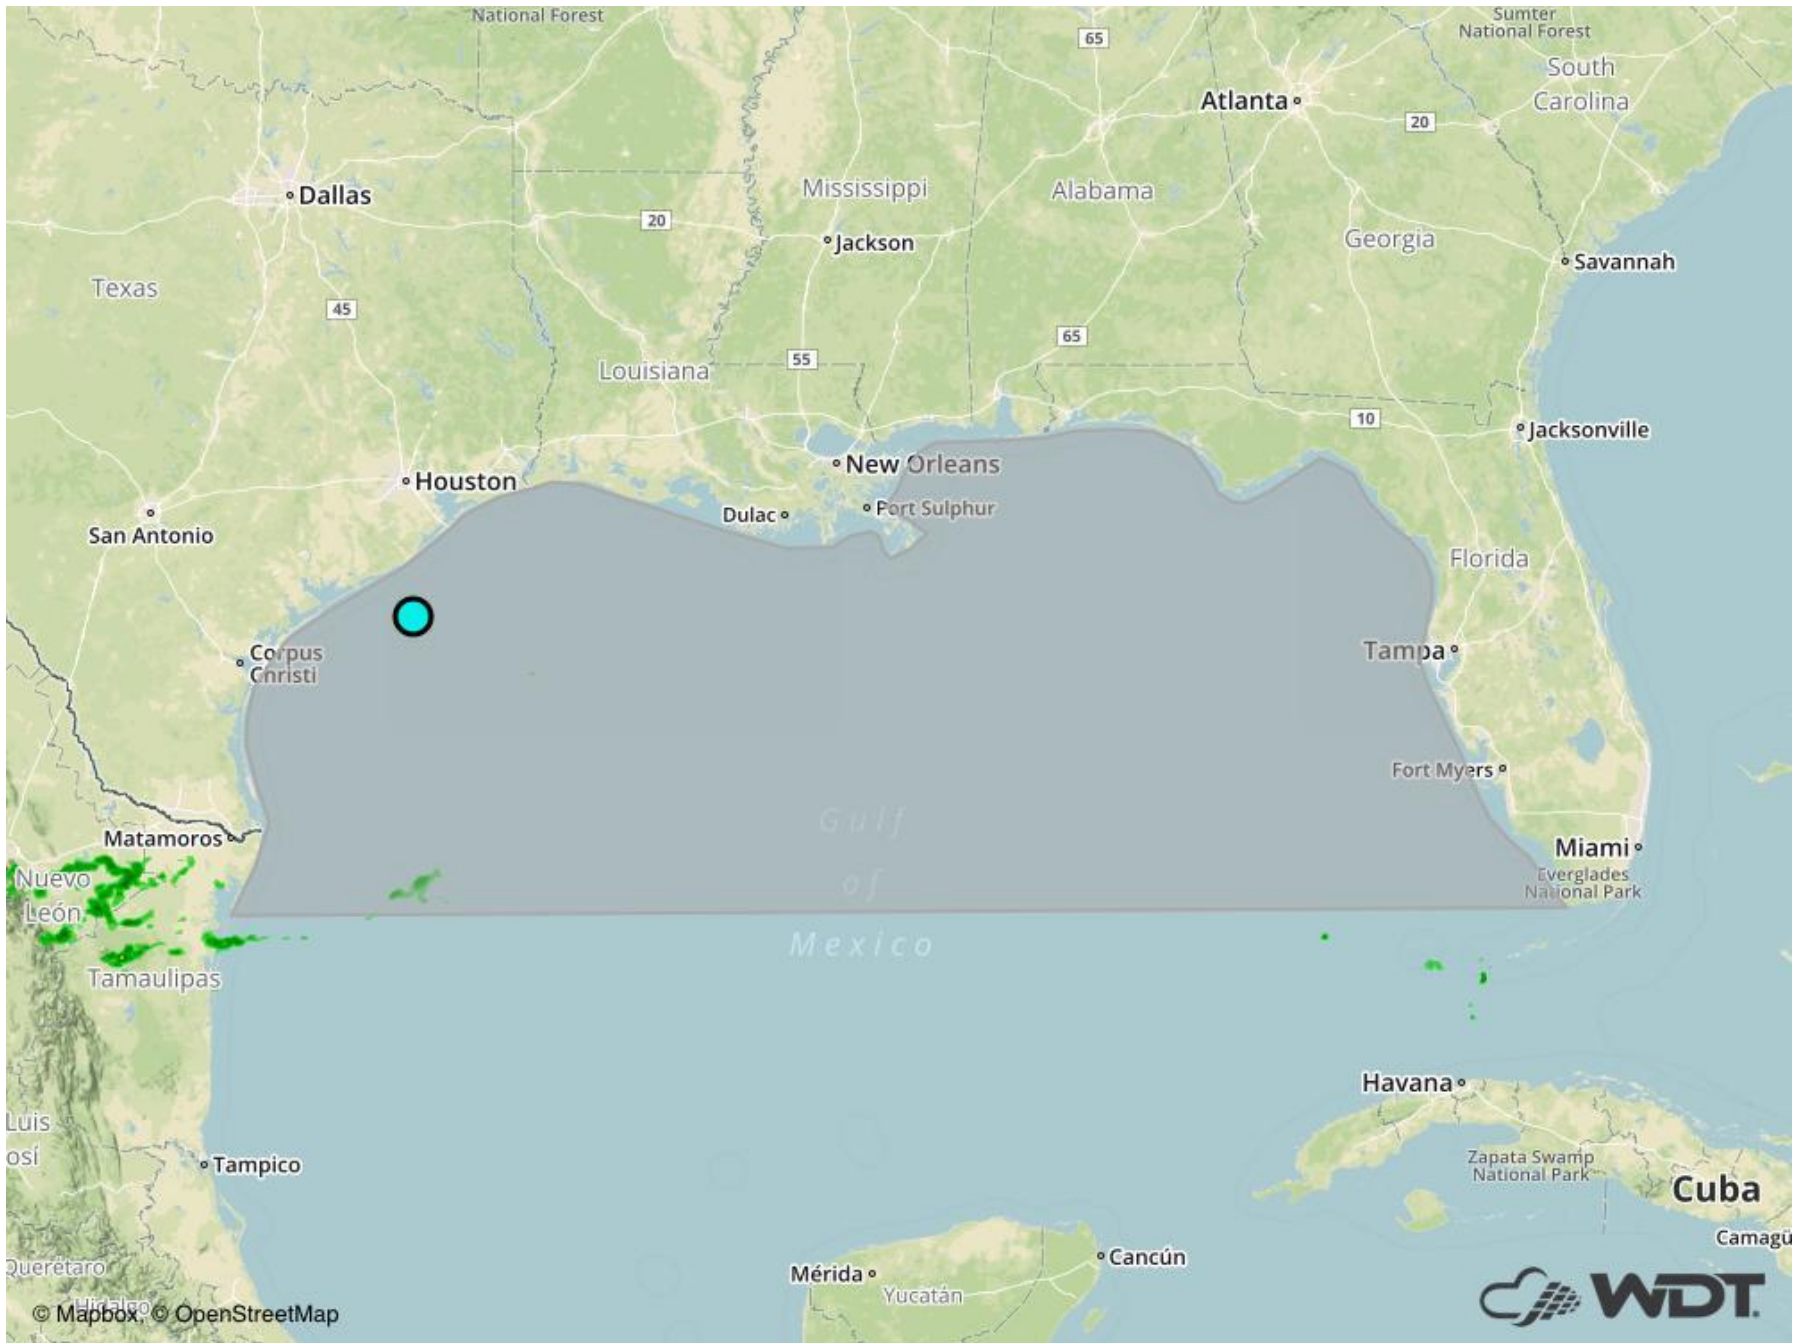 National Forest
Sumter
National Forest
65
South
Carolina
Atlanta
20
Dallas
Mississippi
Alabama
20
Jackson
Georgia
Savannah
Texas
45
65
Louisiana
55
10
Jacksonville
New Orleans
Houston
Dulac
Port Sulphur
San Antonio
Florida
Corpus
Christi
Tampa
Fort Myers
Gulf
of
Mexico
Matamoros
Miami
Everglades
National Park
Nuevo
León
Tamaulipas
Havana
Luis
osí
Tampico
Zapata Swamp
National Park
Cuba
Camagü
Cancún
Mérida
Yucatán
Querétaro
Hidalgo
© Mapbox, © OpenStreetMap
WDT.